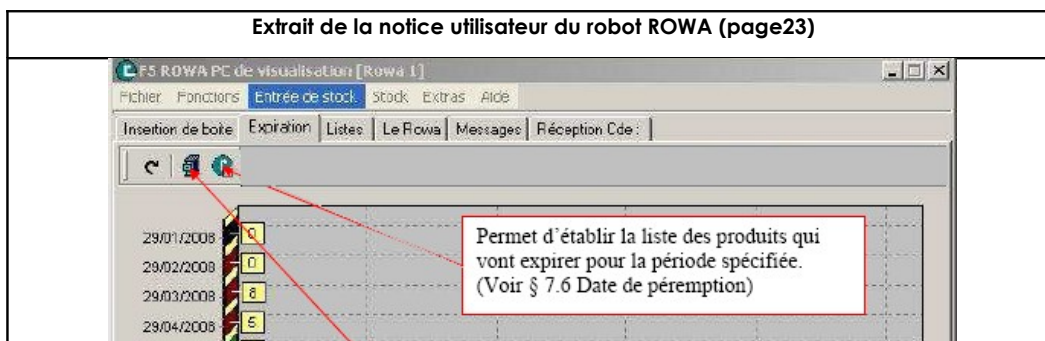 Extrait de la notice utilisateur du robot ROWA (page23)
FS ROWA PC de visualisation [Rowa 1]
Fichier Fonctions Entrée de stock Stock Extras Aide
Insertion de boite Expiration Listes Le Rowa Messages Réception Cde :
29/01/2008 0
Permet d'établir la liste des produits qui
29/02/2008 0
vont expirer pour la période spécifiée.
(Voir § 7.6 Date de péremption)
29/03/2008 8
29/04/2008 5